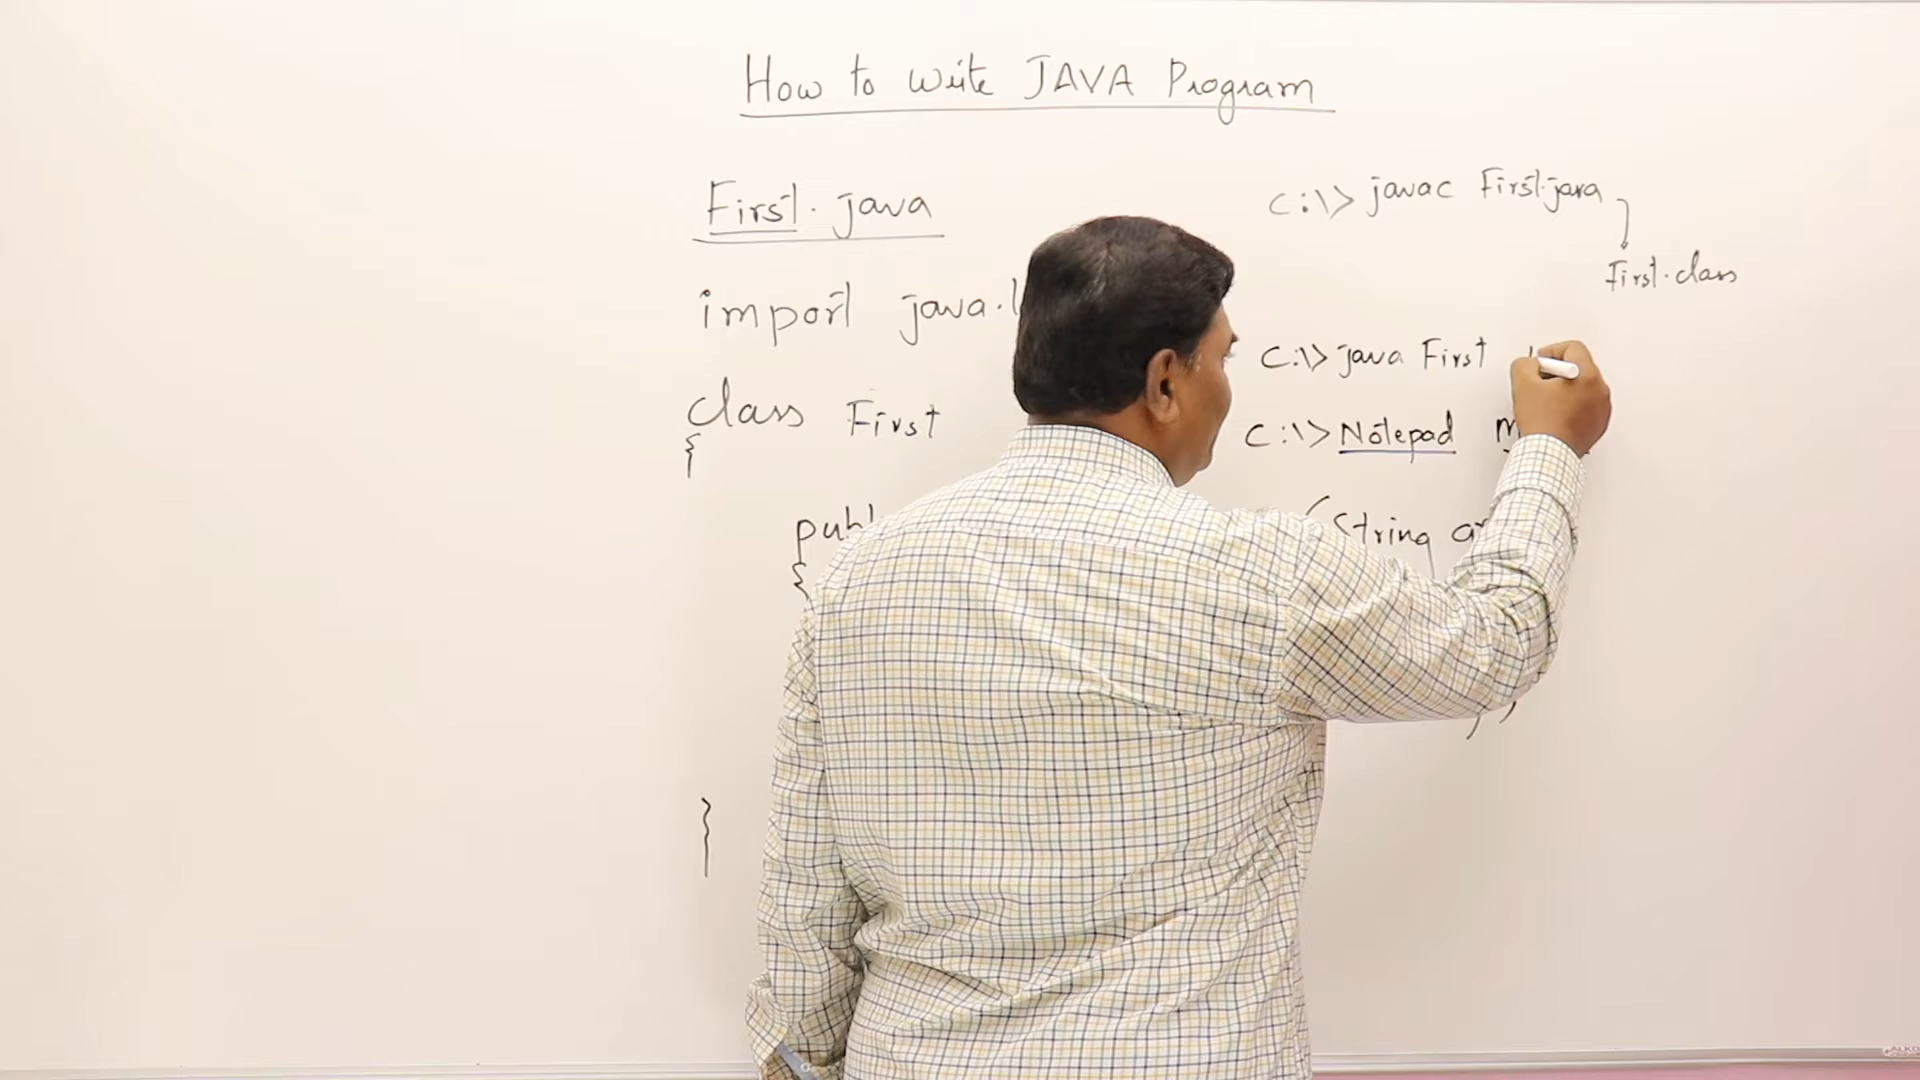 How to Write JAVA Program
First.java
import java.l
class First
{
publ
{
}
C:\> javac First.java
First.class
C:\> java First
C:\> Notepad m
(String ar